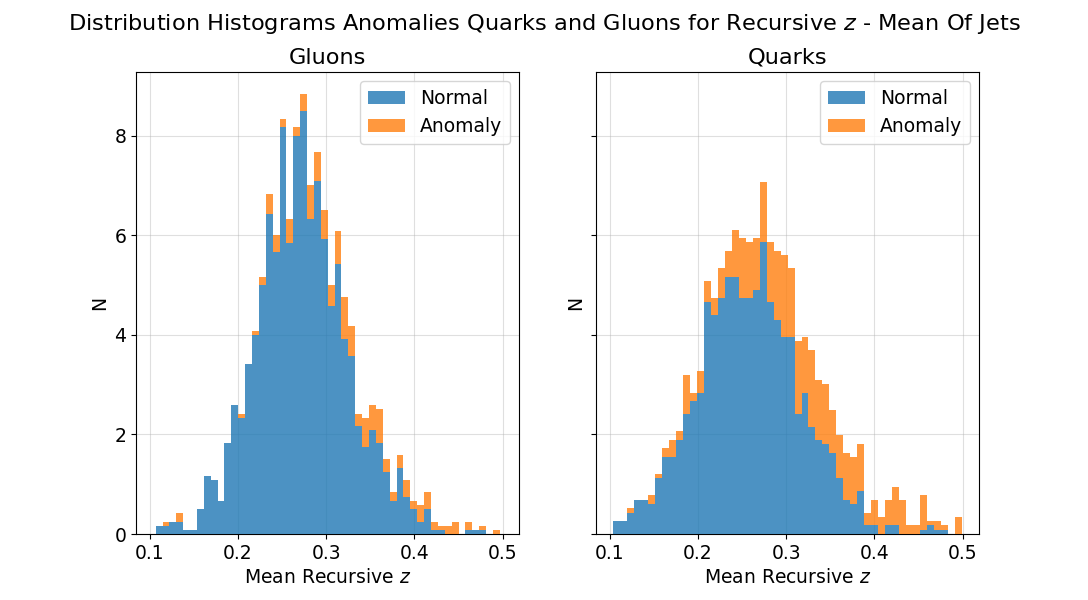 Distribution Histograms Anomalies Quarks and Gluons for Recursive z - Mean Of Jets
Gluons
Normal
Anomaly
N
8
6
4
2
0
0.1 0.2 0.3 0.4 0.5
Mean Recursive z
Quarks
Normal
Anomaly
N
0.1 0.2 0.3 0.4 0.5
Mean Recursive z